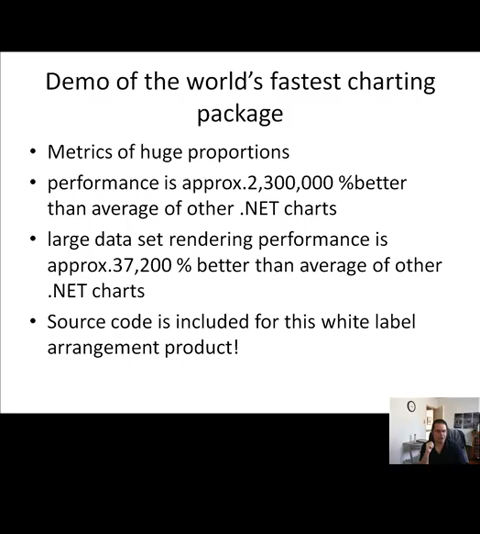 Demo of the world's fastest charting
package
• Metrics of huge proportions
• performance is approx.2,300,000 %better
than average of other .NET charts
• large data set rendering performance is
approx.37,200 % better than average of other
.NET charts
• Source code is included for this white label
arrangement product!